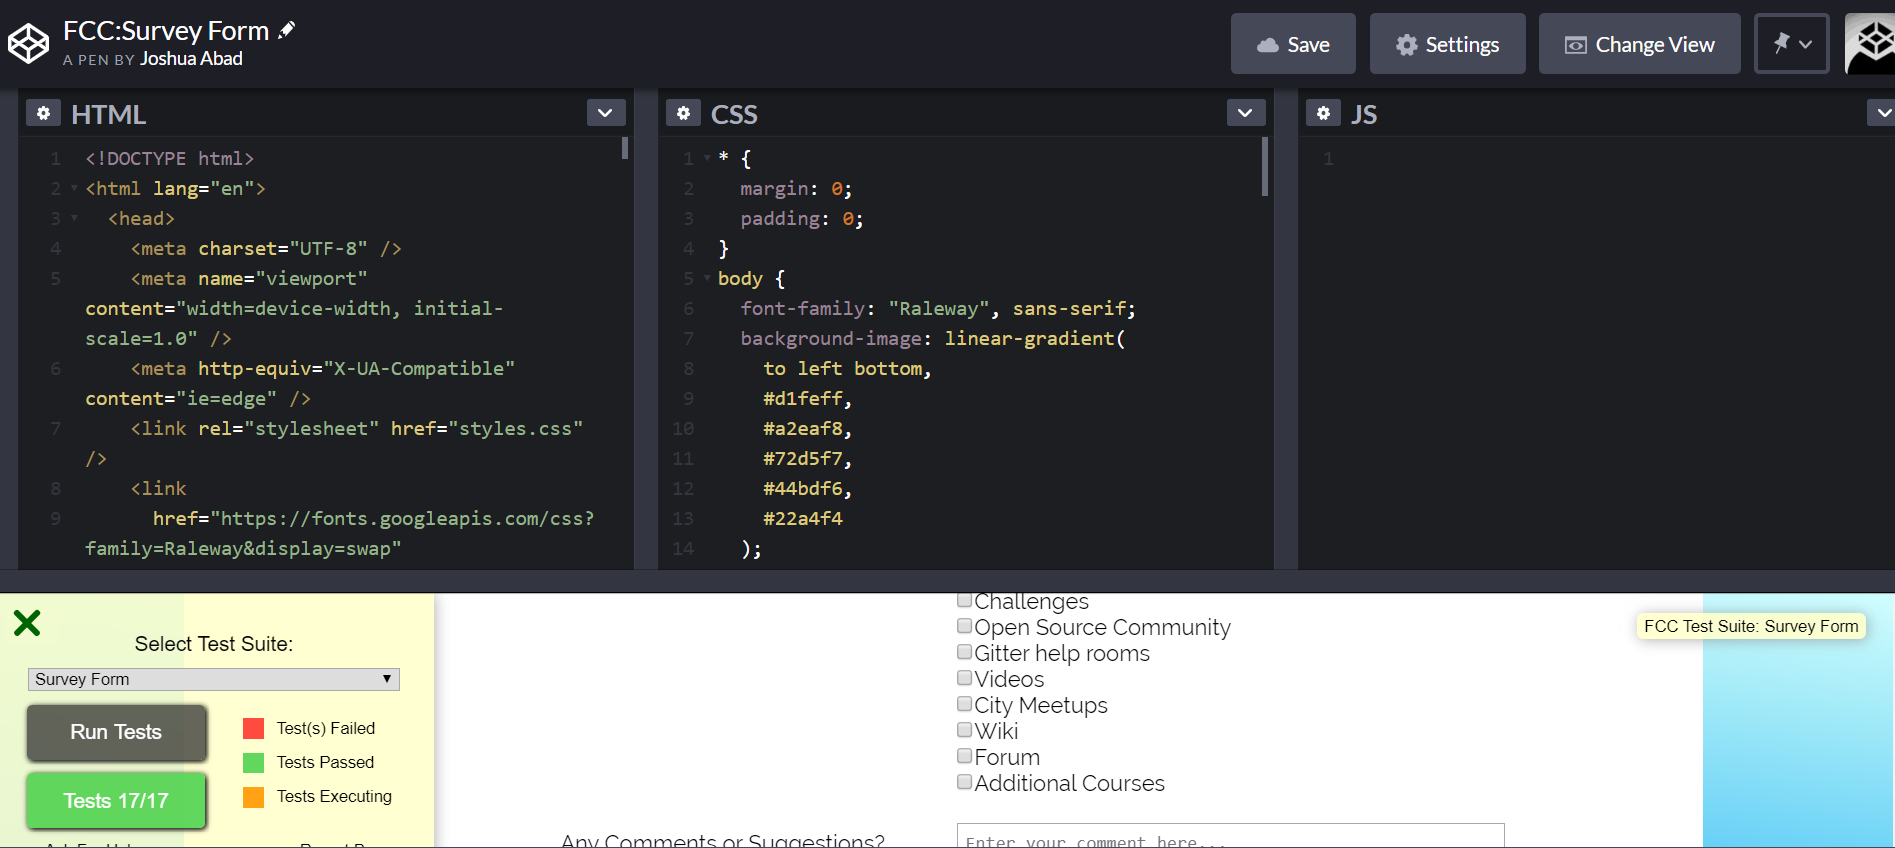 FCC:Survey Form
A PEN BY Joshua Abad
Save
Settings
Change View
HTML
1 <!DOCTYPE html>
2 <html lang="en">
3 <head>
4 <meta charset="UTF-8" />
5 <meta name="viewport"
content="width=device-width, initial-
scale=1.0" />
6 <meta http-equiv="X-UA-Compatible"
content="ie=edge" />
7 <link rel="stylesheet" href="styles.css"
/>
8 <link
9 href="https://fonts.googleapis.com/css?
family=Raleway&display=swap"
CSS
1 * {
2 margin: 0;
3 padding: 0;
4 }
5 body {
6 font-family: "Raleway", sans-serif;
7 background-image: linear-gradient(
8 to left bottom,
9 #d1feff,
10 #a2eaf8,
11 #72d5f7,
12 #44bdf6,
13 #22a4f4
14 );
JS
1
Select Test Suite:
Survey Form
Run Tests
Tests 17/17
Test(s) Failed
Tests Passed
Tests Executing
Challenges
Open Source Community
Gitter help rooms
Videos
City Meetups
Wiki
Forum
Additional Courses
Any Comments or Suggestions?
Enter your comment here...
FCC Test Suite: Survey Form